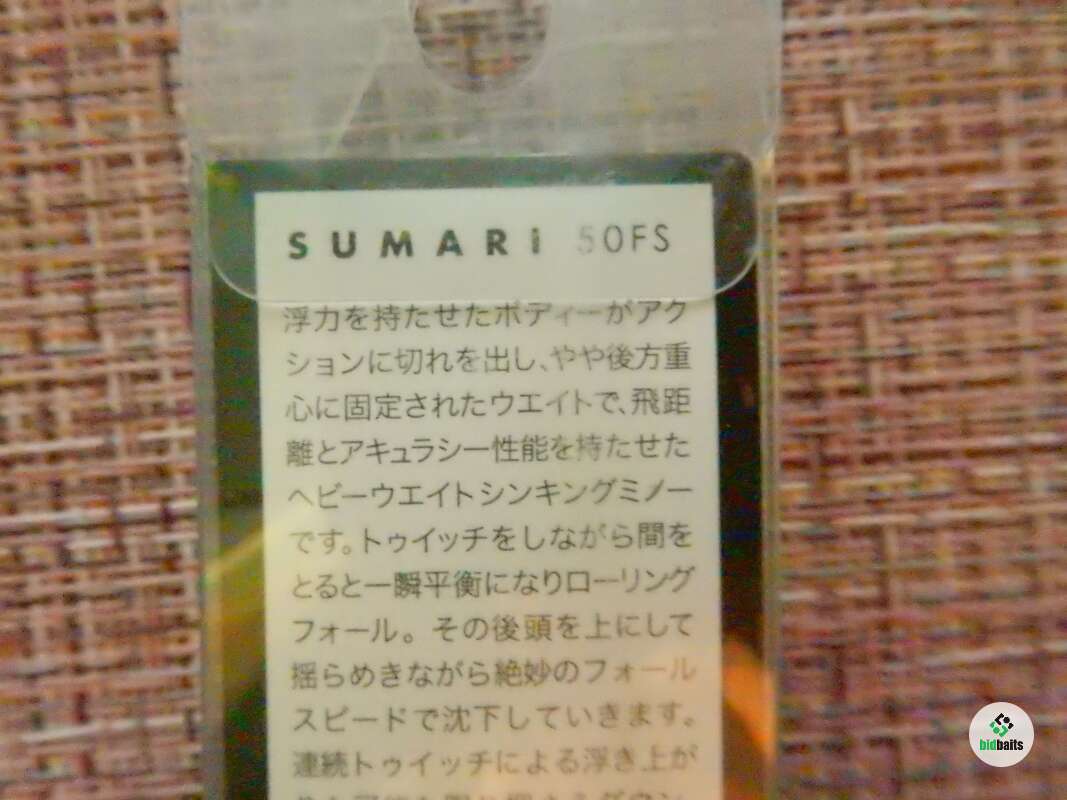 SUMARI 50FS
浮力を持たせたボディーがアク
ションに切れを出し、やや後方重
心に固定されたウエイトで、飛距
離とアキュラシー性能を持たせた
ヘビーウエイトシンキングミノー
です。トゥイッチをしながら間を
とると一瞬平衡になりローリング
フォール。その後頭を上にして
揺らめきながら絶妙のフォール
スピードで沈下していきます。
連続トゥイッチによる浮き上が
bidbaits